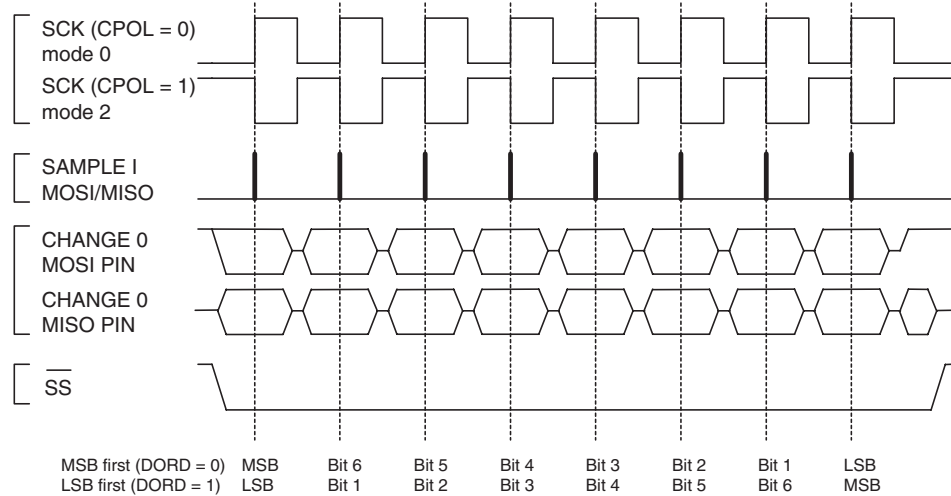 SCK (CPOL = 0)
mode 0
SCK (CPOL = 1)
mode 2
SAMPLE I
MOSI/MISO
CHANGE 0
MOSI PIN
CHANGE 0
MISO PIN
SS
MSB first (DORD = 0) MSB Bit 6 Bit 5 Bit 4 Bit 3 Bit 2 Bit 1 LSB
LSB first (DORD = 1) LSB Bit 1 Bit 2 Bit 3 Bit 4 Bit 5 Bit 6 MSB